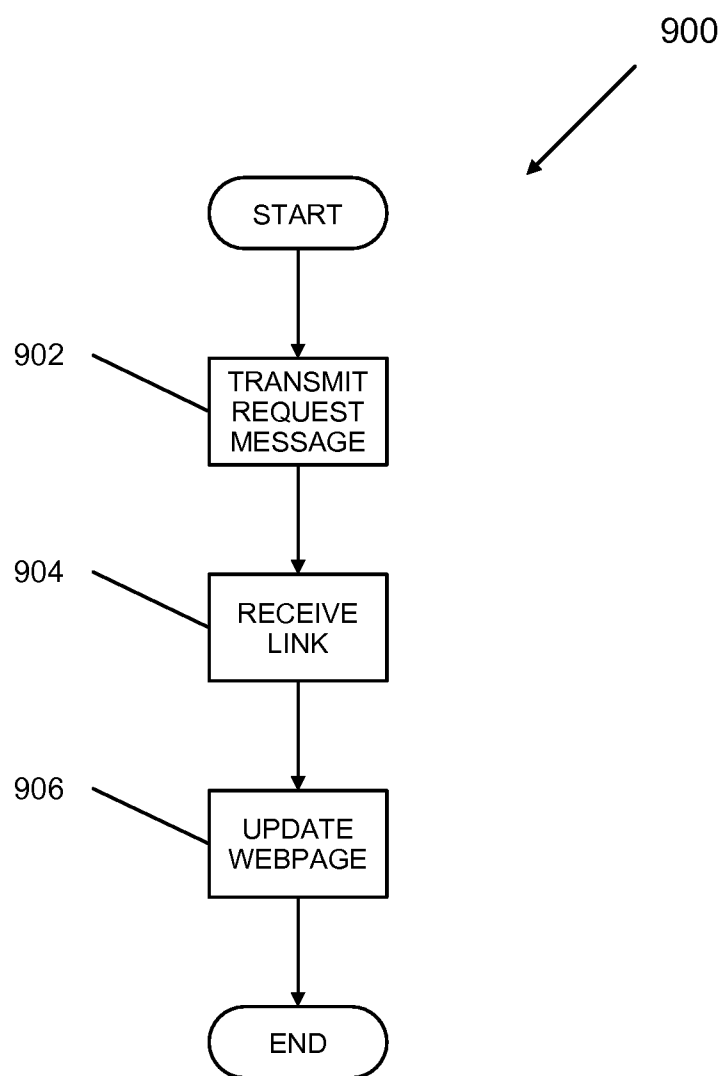 900
START
902
TRANSMIT
REQUEST
MESSAGE
904
RECEIVE
LINK
906
UPDATE
WEBPAGE
END